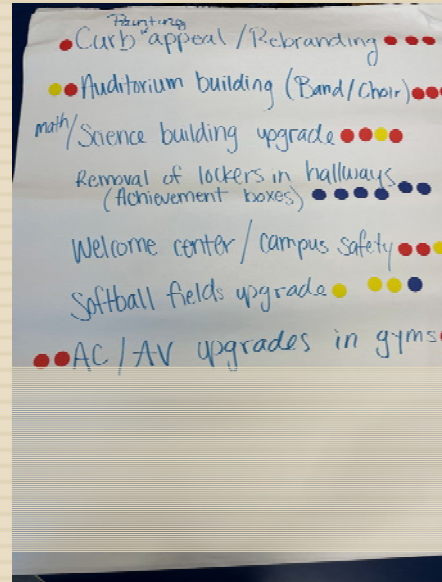 Painting
Curb appeal / Rebranding
Auditorium building (Band/Choir)
math/Science building upgrade
Removal of lockers in hallways
(Achievement boxes)
Welcome center / campus safety
Softball fields upgrade
AC / AV upgrades in gyms